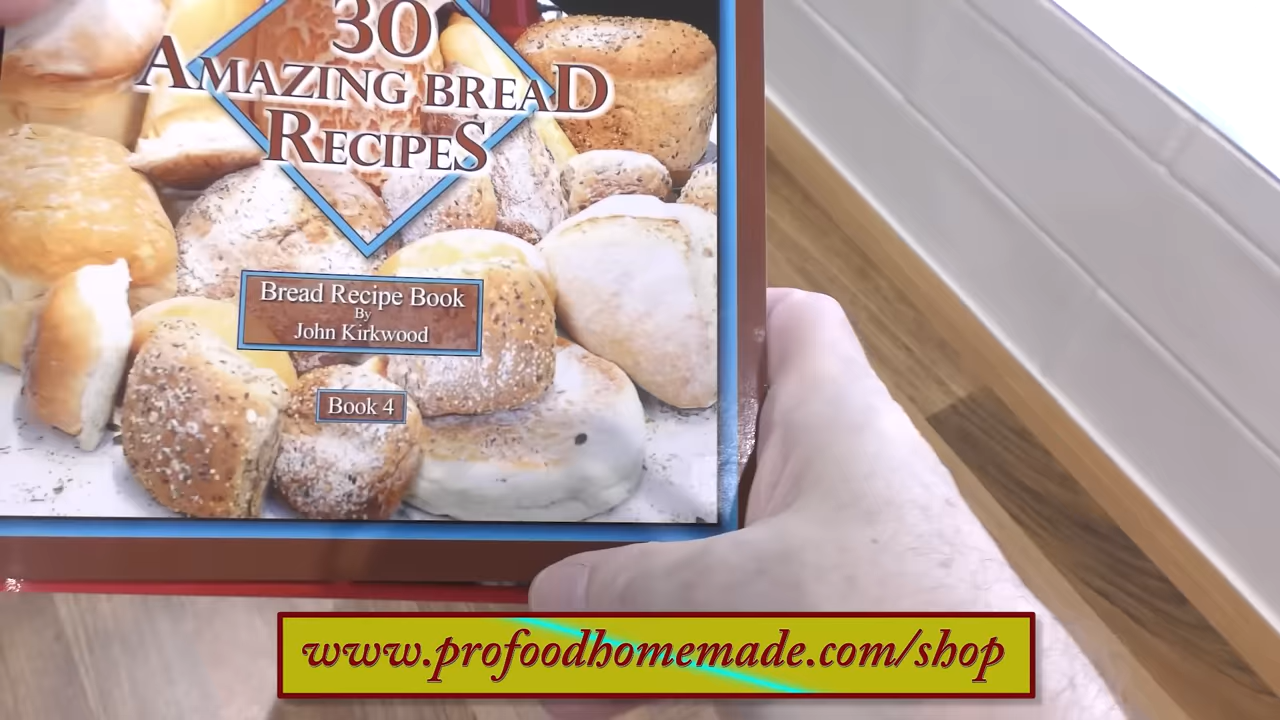 30
AMAZING BREAD
RECIPES
Bread Recipe Book
By
John Kirkwood
Book 4
www.profoodhomemade.com/shop